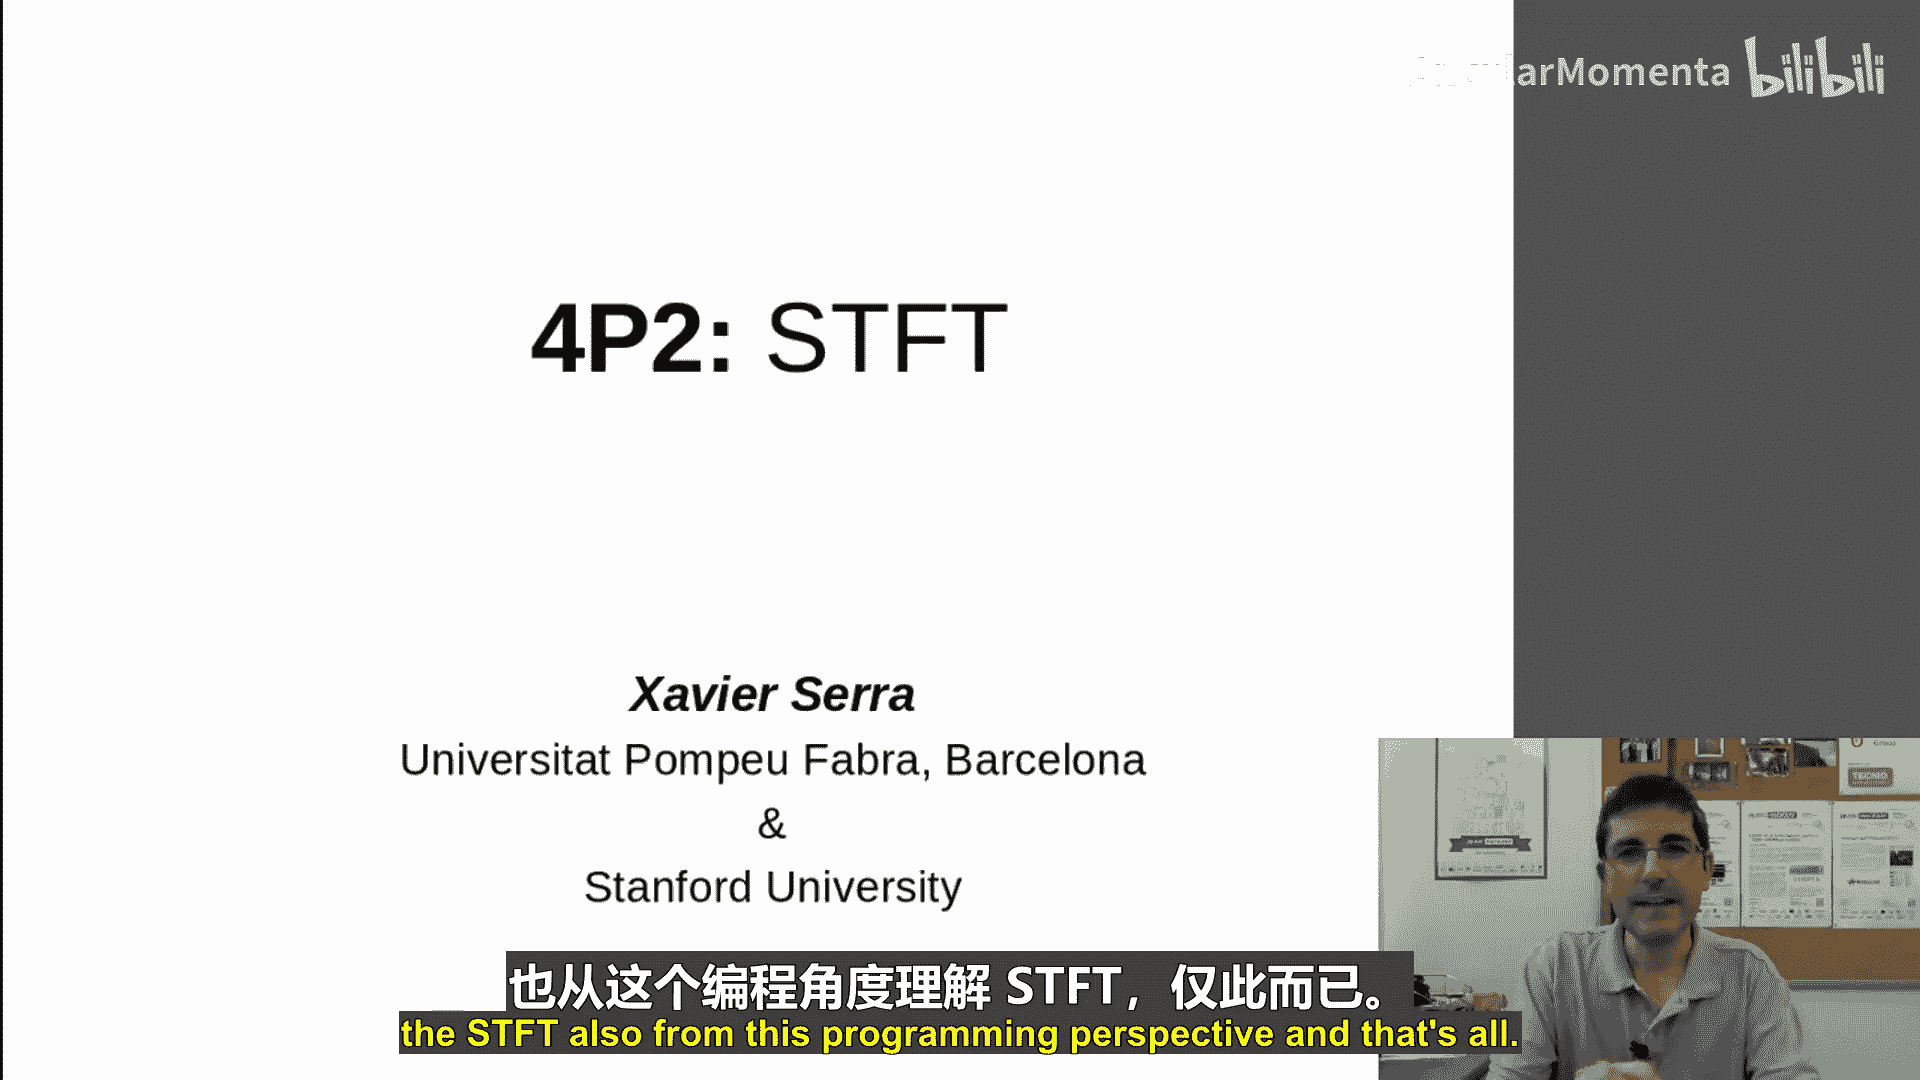 arMomenta bilibili
4P2: STFT
Xavier Serra
Universitat Pompeu Fabra, Barcelona
&
Stanford University
TECNIO
也从这个编程角度理解 STFT，仅此而已。
the STFT also from this programming perspective and that's all.